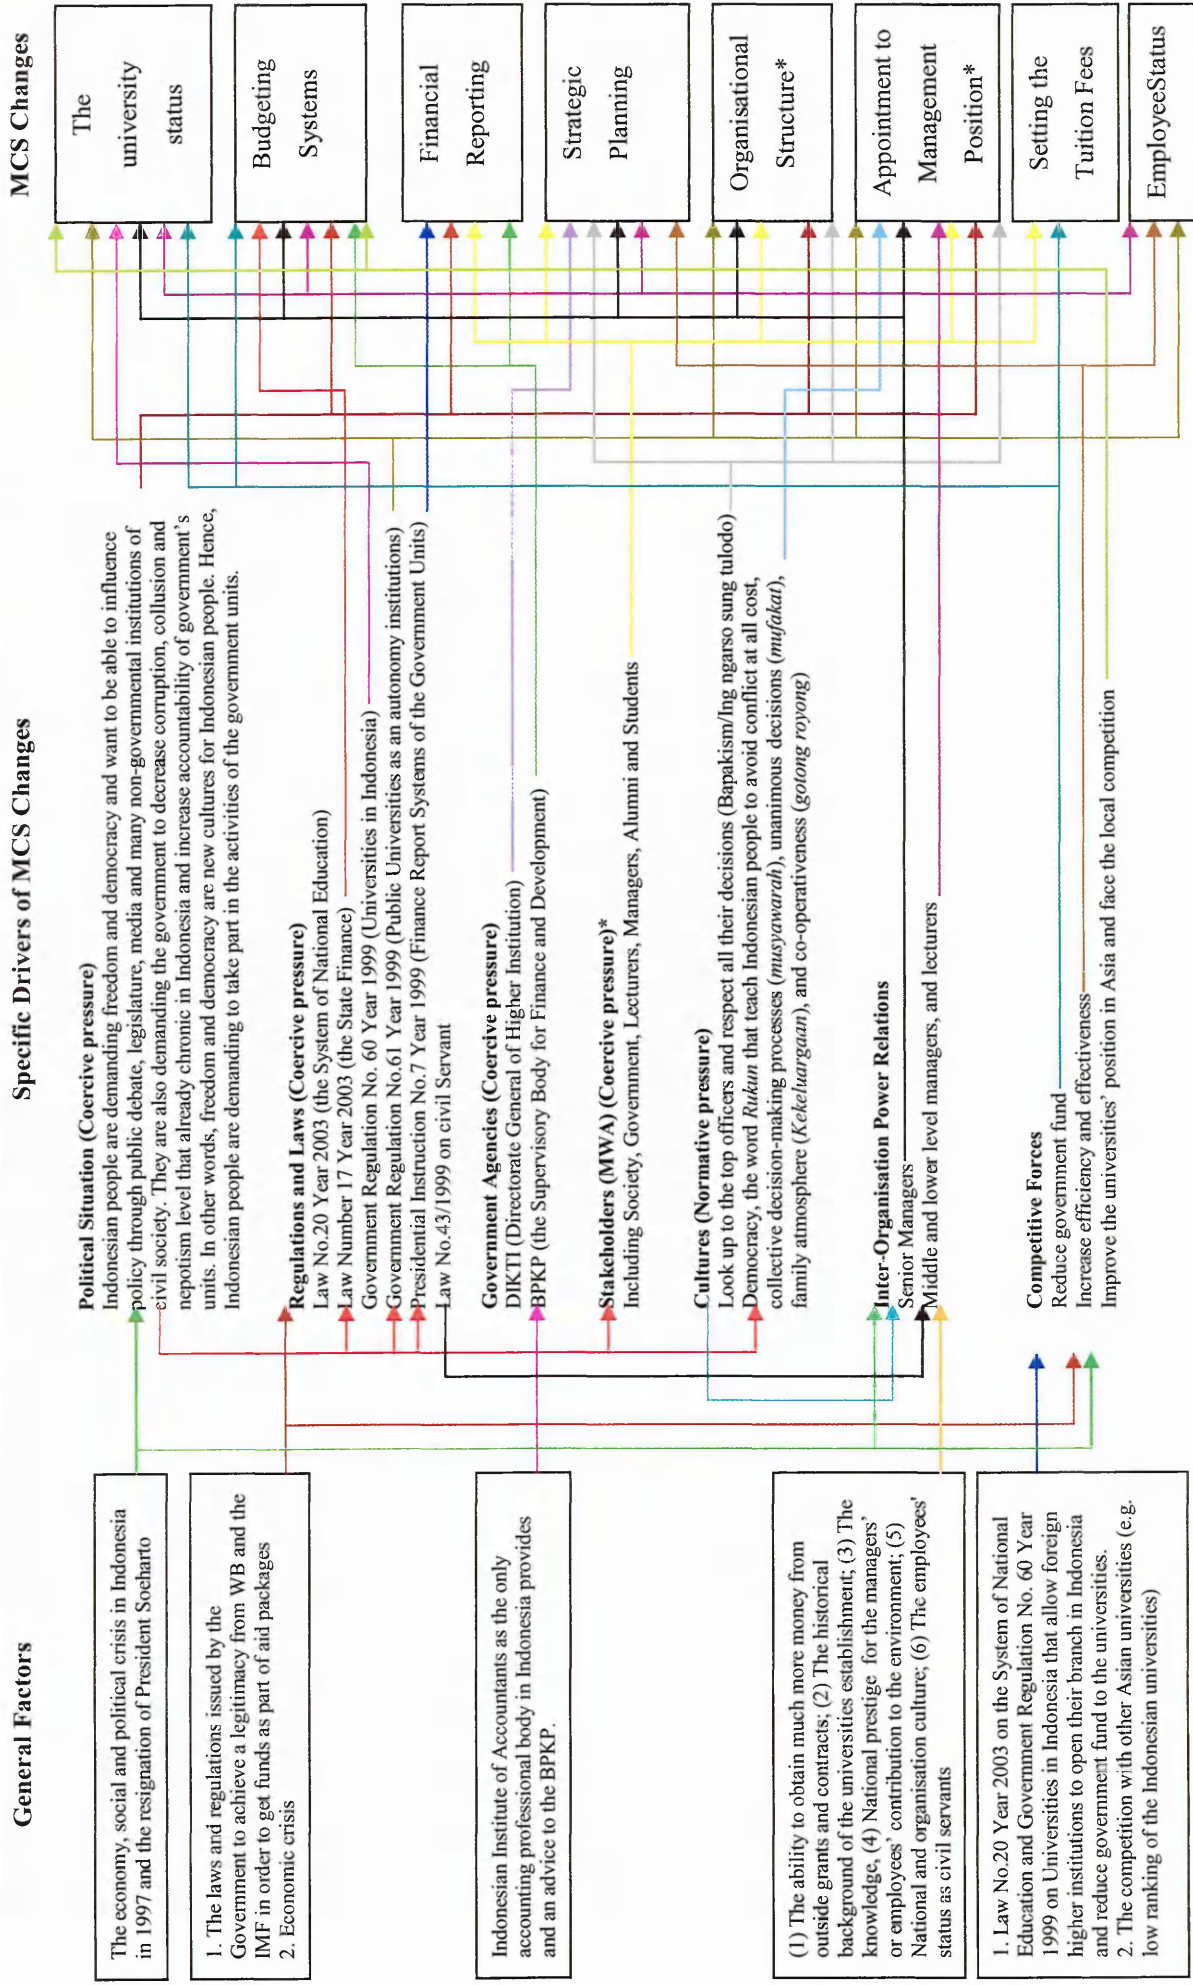 General Factors
Specific Drivers of MCS Changes
MCS Changes
The economy, social and political crisis in Indonesia
in 1997 and the resignation of President Soeharto
1. The laws and regulations issued by the
Government to achieve a legitimacy from WB and the
IMF in order to get funds as part of aid packages
2. Economic crisis
Indonesian Institute of Accountants as the only
accounting professional body in Indonesia provides
and an advice to the BPKP.
(1) The ability to obtain much more money from
outside grants and contracts; (2) The historical
background of the universities establishment; (3) The
knowledge, (4) National prestige for the managers'
or employees' contribution to the environment; (5)
National and organisation culture; (6) The employees'
status as civil servants
1. Law No.20 Year 2003 on the System of National
Education and Government Regulation No. 60 Year
1999 on Universities in Indonesia that allow foreign
higher institutions to open their branch in Indonesia
and reduce government fund to the universities.
2. The competition with other Asian universities (e.g.
low ranking of the Indonesian universities)
Political Situation (Coercive pressure)
Indonesian people are demanding freedom and democracy and want to be able to influence
policy through public debate, legislature, media and many non-governmental institutions of
civil society. They are also demanding the government to decrease corruption, collusion and
nepotism level that already chronic in Indonesia and increase accountability of government's
units. In other words, freedom and democracy are new cultures for Indonesian people. Hence,
Indonesian people are demanding to take part in the activities of the government units.
Regulations and Laws (Coercive pressure)
Law No.20 Year 2003 (the System of National Education)
Law Number 17 Year 2003 (the State Finance)
Government Regulation No. 60 Year 1999 (Universities in Indonesia)
Government Regulation No.61 Year 1999 (Public Universities as an autonomy institutions)
Presidential Instruction No.7 Year 1999 (Finance Report Systems of the Government Units)
Law No.43/1999 on civil Servant
Government Agencies (Coercive pressure)
DIKTI (Directorate General of Higher Institution)
BPKP (the Supervisory Body for Finance and Development)
Stakeholders (MWA) (Coercive pressure)*
Including Society, Government, Lecturers, Managers, Alumni and Students
Cultures (Normative pressure)
Look up to the top officers and respect all their decisions (Bapakism/Ing ngarso sung tulodo)
Democracy, the word Rukun that teach Indonesian people to avoid conflict at all cost,
collective decision-making processes (musyawarah), unanimous decisions (mufakat),
family atmosphere (Kekeluargaan), and co-operativeness (gotong royong)
Inter-Organisation Power Relations
Senior Managers
Middle and lower level managers, and lecturers
Competitive Forces
Reduce government fund
Increase efficiency and effectiveness
Improve the universities' position in Asia and face the local competition
The
university
status
Budgeting
Systems
Financial
Reporting
Strategic
Planning
Organisational
Structure*
Appointment to
Management
Position*
Setting the
Tuition Fees
EmployeeStatus